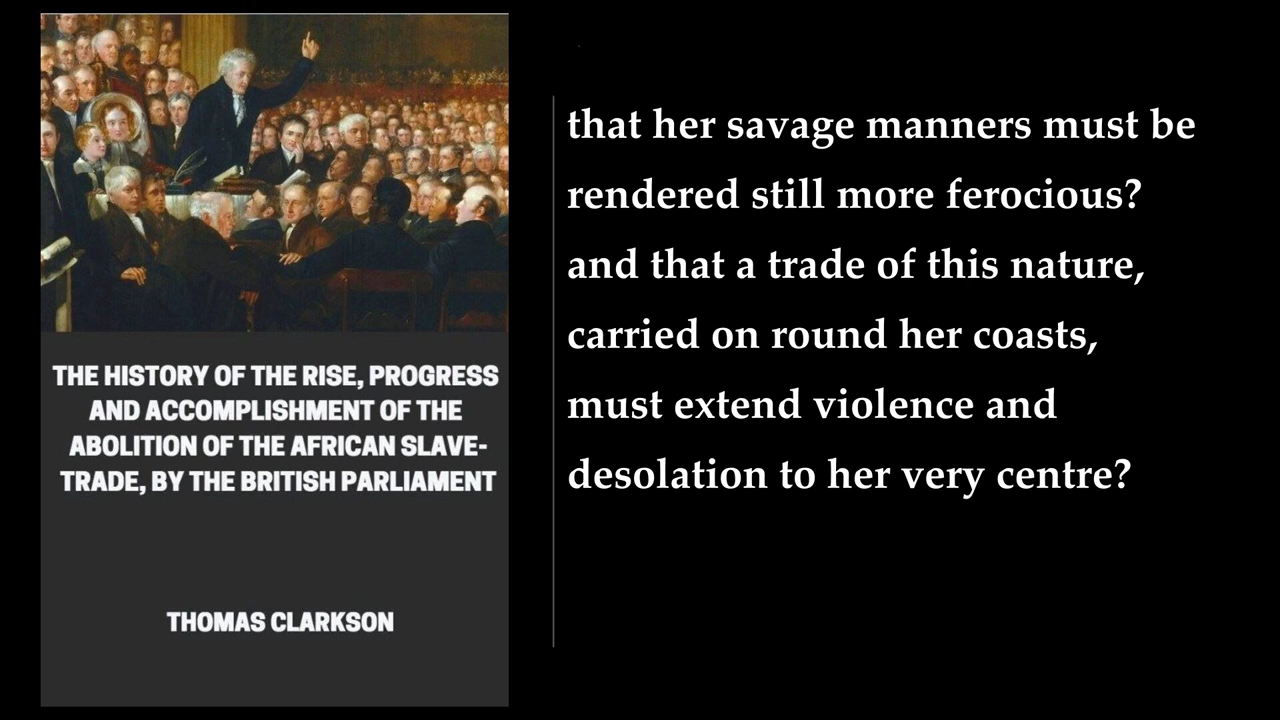 THE HISTORY OF THE RISE, PROGRESS
AND ACCOMPLISHMENT OF THE
ABOLITION OF THE AFRICAN SLAVE-
TRADE, BY THE BRITISH PARLIAMENT
THOMAS CLARKSON
that her savage manners must be
rendered still more ferocious?
and that a trade of this nature,
carried on round her coasts,
must extend violence and
desolation to her very centre?